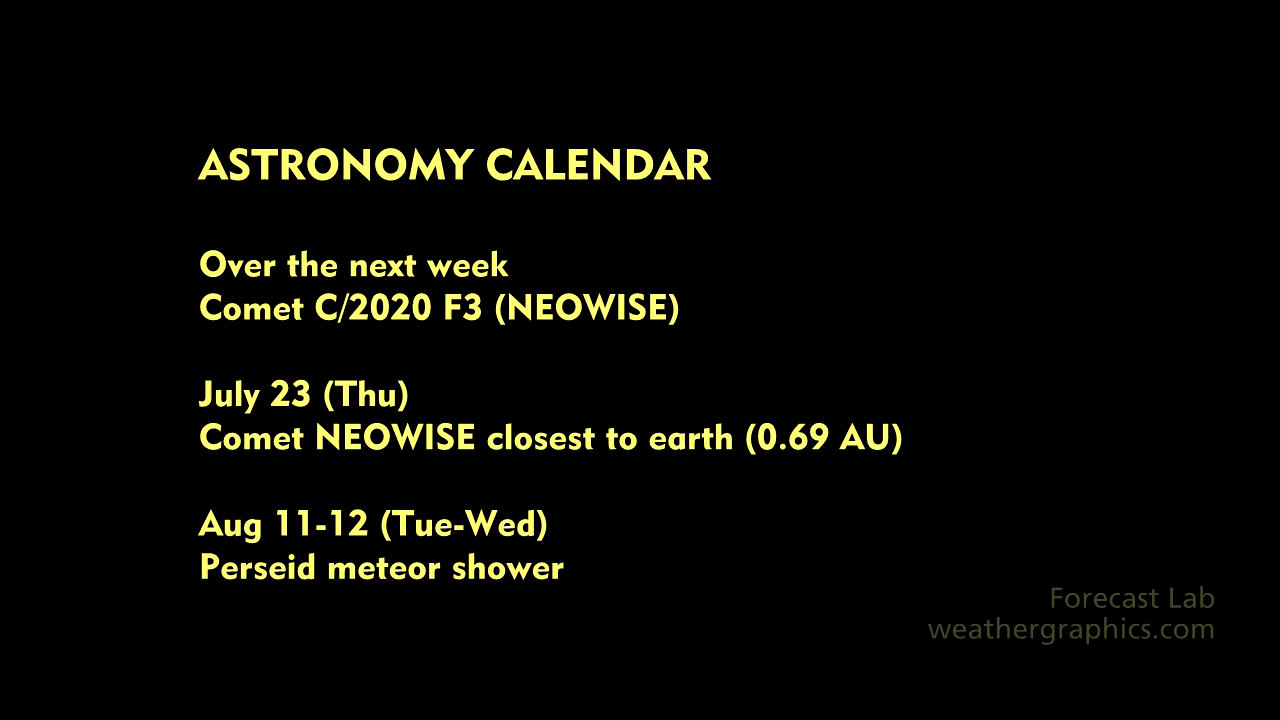 ASTRONOMY CALENDAR
Over the next week
Comet C/2020 F3 (NEOWISE)
July 23 (Thu)
Comet NEOWISE closest to earth (0.69 AU)
Aug 11-12 (Tue-Wed)
Perseid meteor shower
Forecast Lab
weathergraphics.com